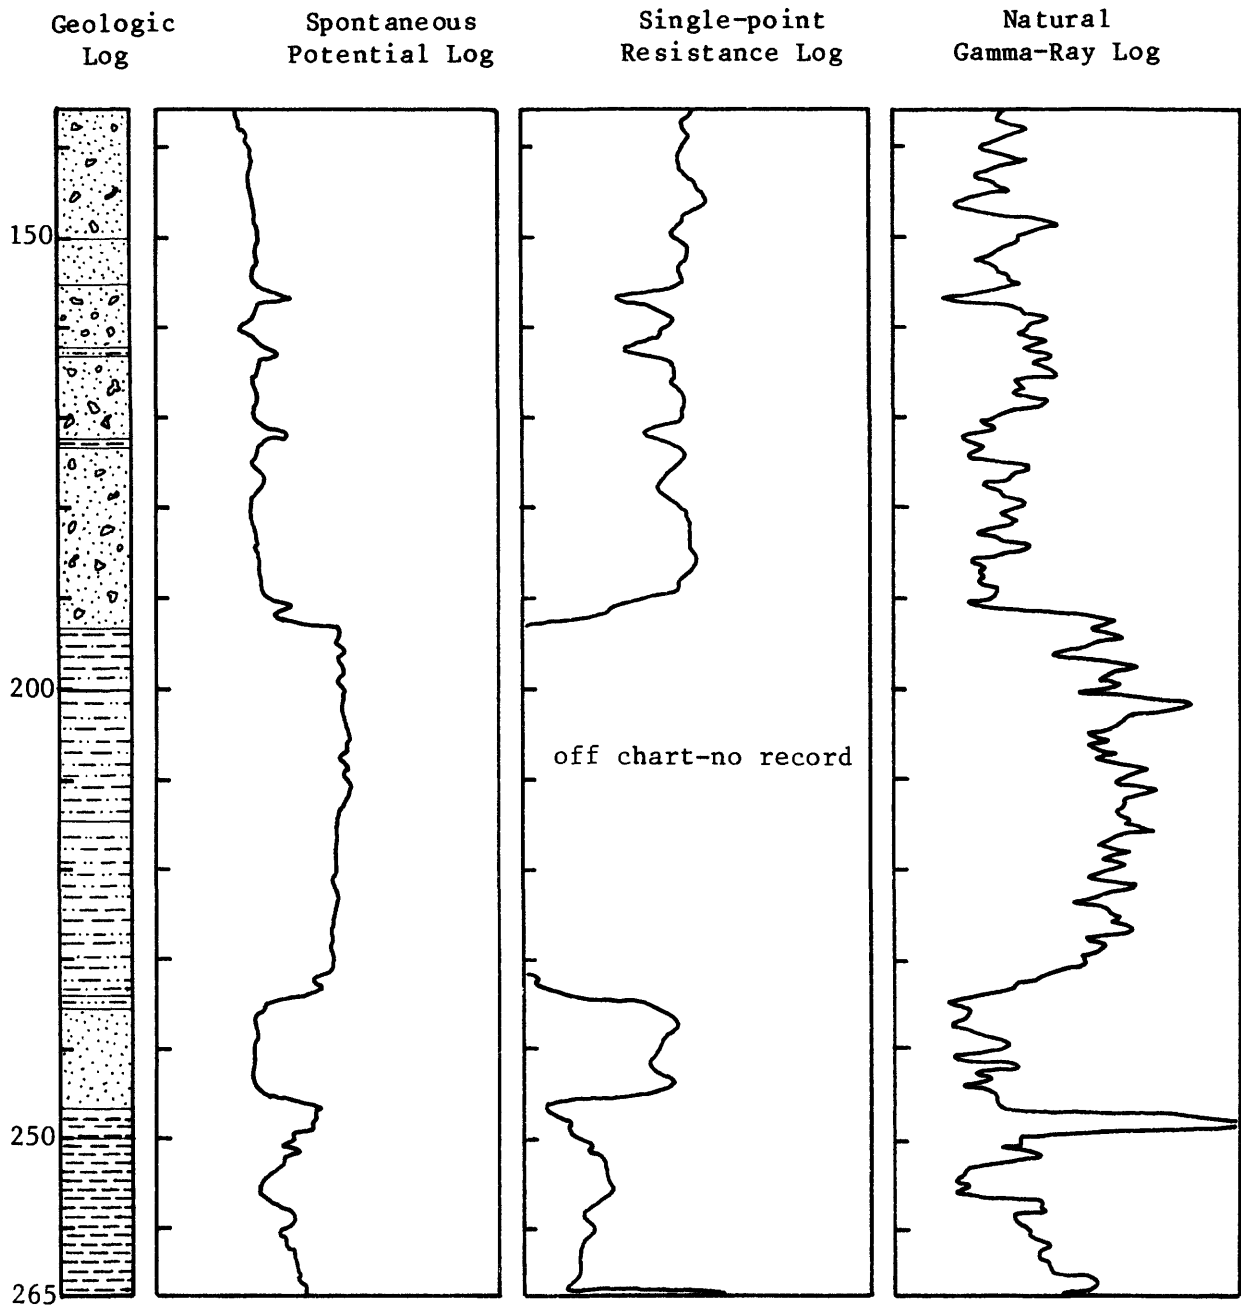 Geologic
Log
Spontaneous
Potential Log
Single-point
Resistance Log
Natural
Gamma-Ray Log
150
200
off chart-no record
250
265